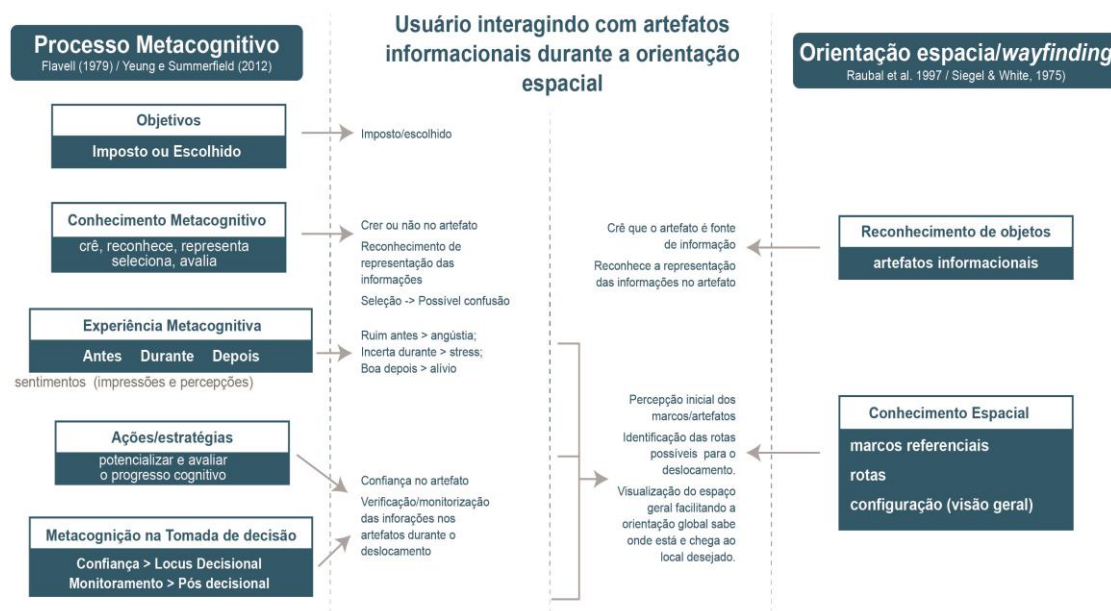 Processo Metacognitivo
Flavell (1979) / Yeung e Summerfield (2012)
Objetivos
Imposto ou Escolhido
Conhecimento Metacognitivo
crê, reconhece, representa
seleciona, avalia
Experiência Metacognitiva
Antes Durante Depois
sentimentos (impressões e percepções)
Ações/estratégias
potencializar e avaliar
o progresso cognitivo
Metacognição na Tomada de decisão
Confiança > Locus Decisional
Monitoramento > Pós decisional
Usuário interagindo com artefatos
informacionais durante a orientação
espacial
Imposto/escolhido
Crer ou não no artefato
Reconhecimento de
representação das
informações
Seleção -> Possível confusão
Ruim antes > angústia;
Incerta durante > stress;
Boa depois > alívio
Confiança no artefato
Verificação/monitorização
das inforações nos
artefatos durante o
deslocamento
Crê que o artefato é fonte
de informação
Reconhece a representação
das informações no artefato
Percepção inicial dos
marcos/artefatos
Identificação das rotas
possíveis para o
deslocamento.
Visualização do espaço
geral facilitando a
orientação global sabe
onde está e chega ao
local desejado.
Orientação espacia/wayfinding
Raubal et al. 1997 / Siegel & White, 1975)
Reconhecimento de objetos
artefatos informacionais
Conhecimento Espacial
marcos referenciais
rotas
configuração (visão geral)